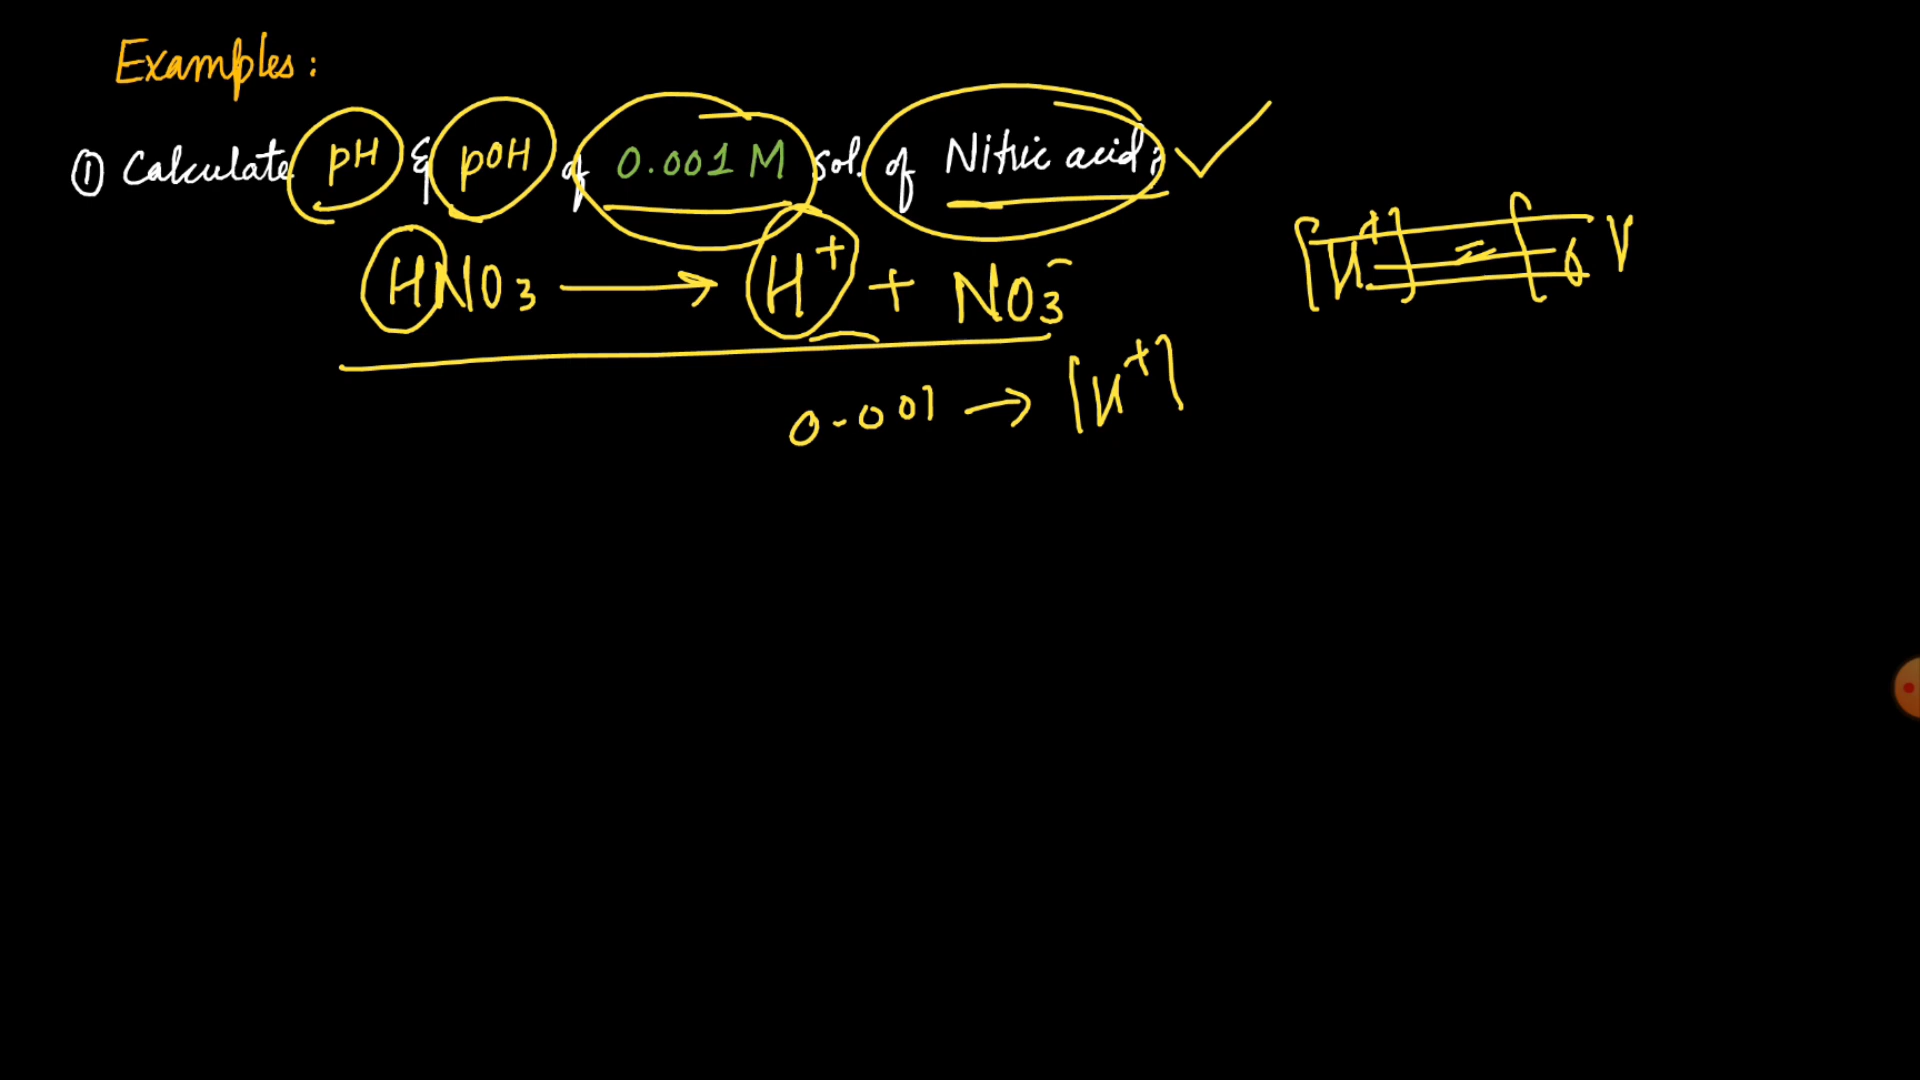 Examples:
① Calculate pH & pOH of 0.001 M sol. of Nitric acid;
HNO3 → H+ + NO3-
[H+] =
0.001 → [H+]